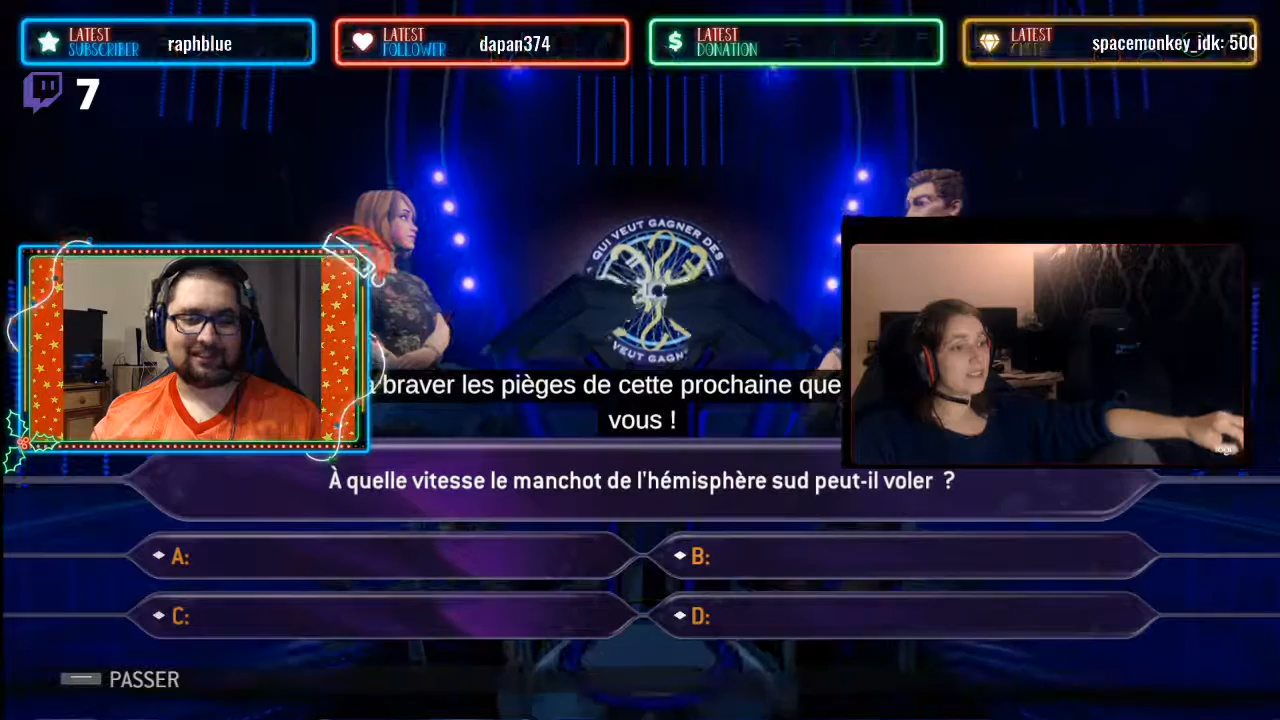 LATEST
SUBSCRIBER
raphblue
LATEST
FOLLOWER
dapan374
LATEST
DONATION
LATEST
spacemonkey_idk: 500
7
QUI VEUT GAGNER DES
VEUT GAGN
braver les pièges de cette prochaine que
vous !
À quelle vitesse le manchot de l'hémisphère sud peut-il voler ?
A:
B:
C:
D:
PASSER